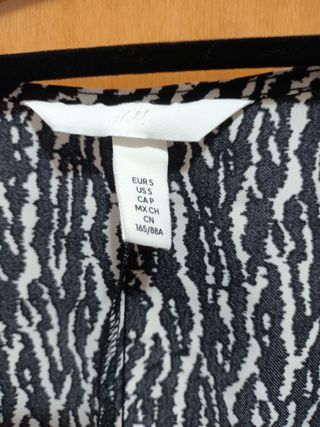 H&M
EUR S
US S
CA P
MX CH
CN
165/88A